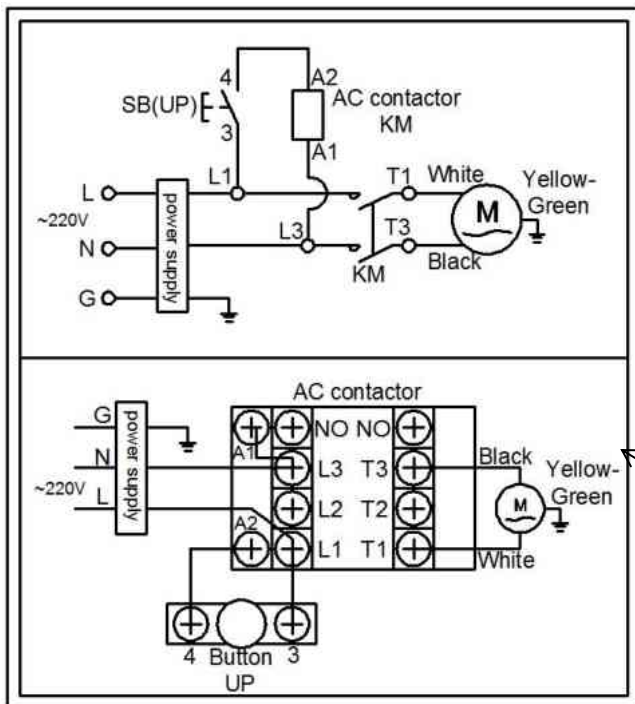 4
A2
SB(UP)
AC contactor
KM
3
A1
L1
T1
White
Yellow-
Green
L
~220V
power supply
M
N
L3
T3
KM
Black
G
AC contactor
G
power supply
NO
NO
A1
Black
N
L3
T3
Yellow-
Green
~220V
L
L2
T2
M
A2
L1
T1
White
4
Button
3
UP